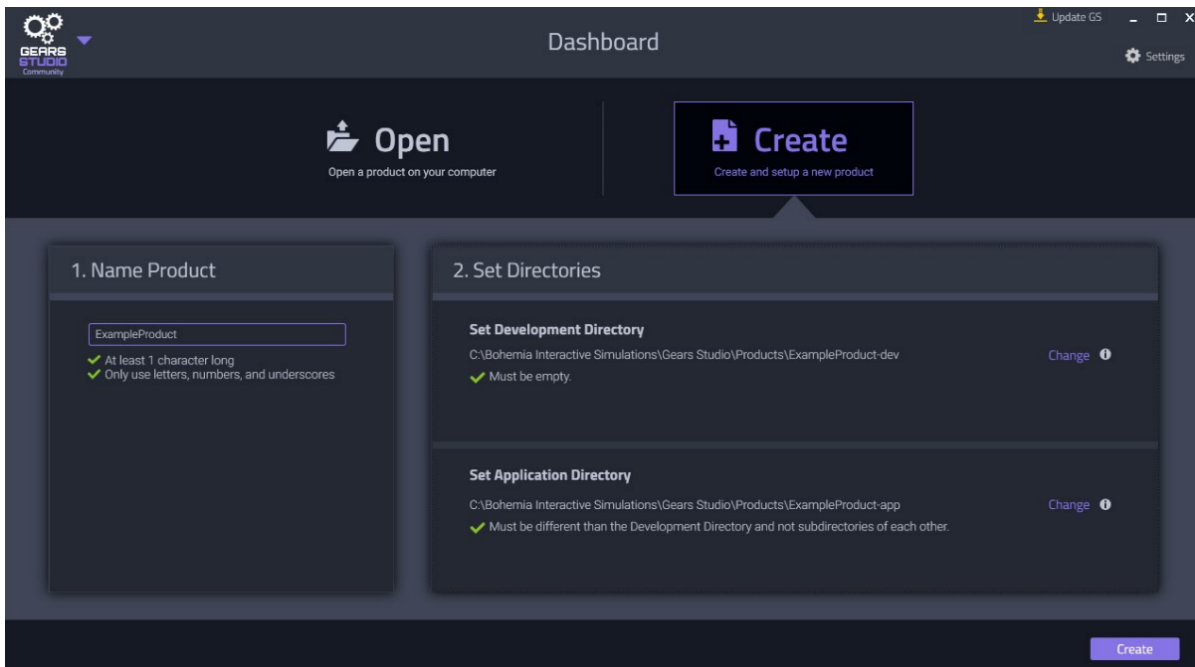 GEARS
STUDIO
Community
Dashboard
Update GS
Settings
Open
Open a product on your computer
Create
Create and setup a new product
1. Name Product
ExampleProduct
At least 1 character long
Only use letters, numbers, and underscores
2. Set Directories
Set Development Directory
C:\Bohemia Interactive Simulations\Gears Studio\Products\ExampleProduct-dev
Change
Must be empty.
Set Application Directory
C:\Bohemia Interactive Simulations\Gears Studio\Products\ExampleProduct-app
Change
Must be different than the Development Directory and not subdirectories of each other.
Create